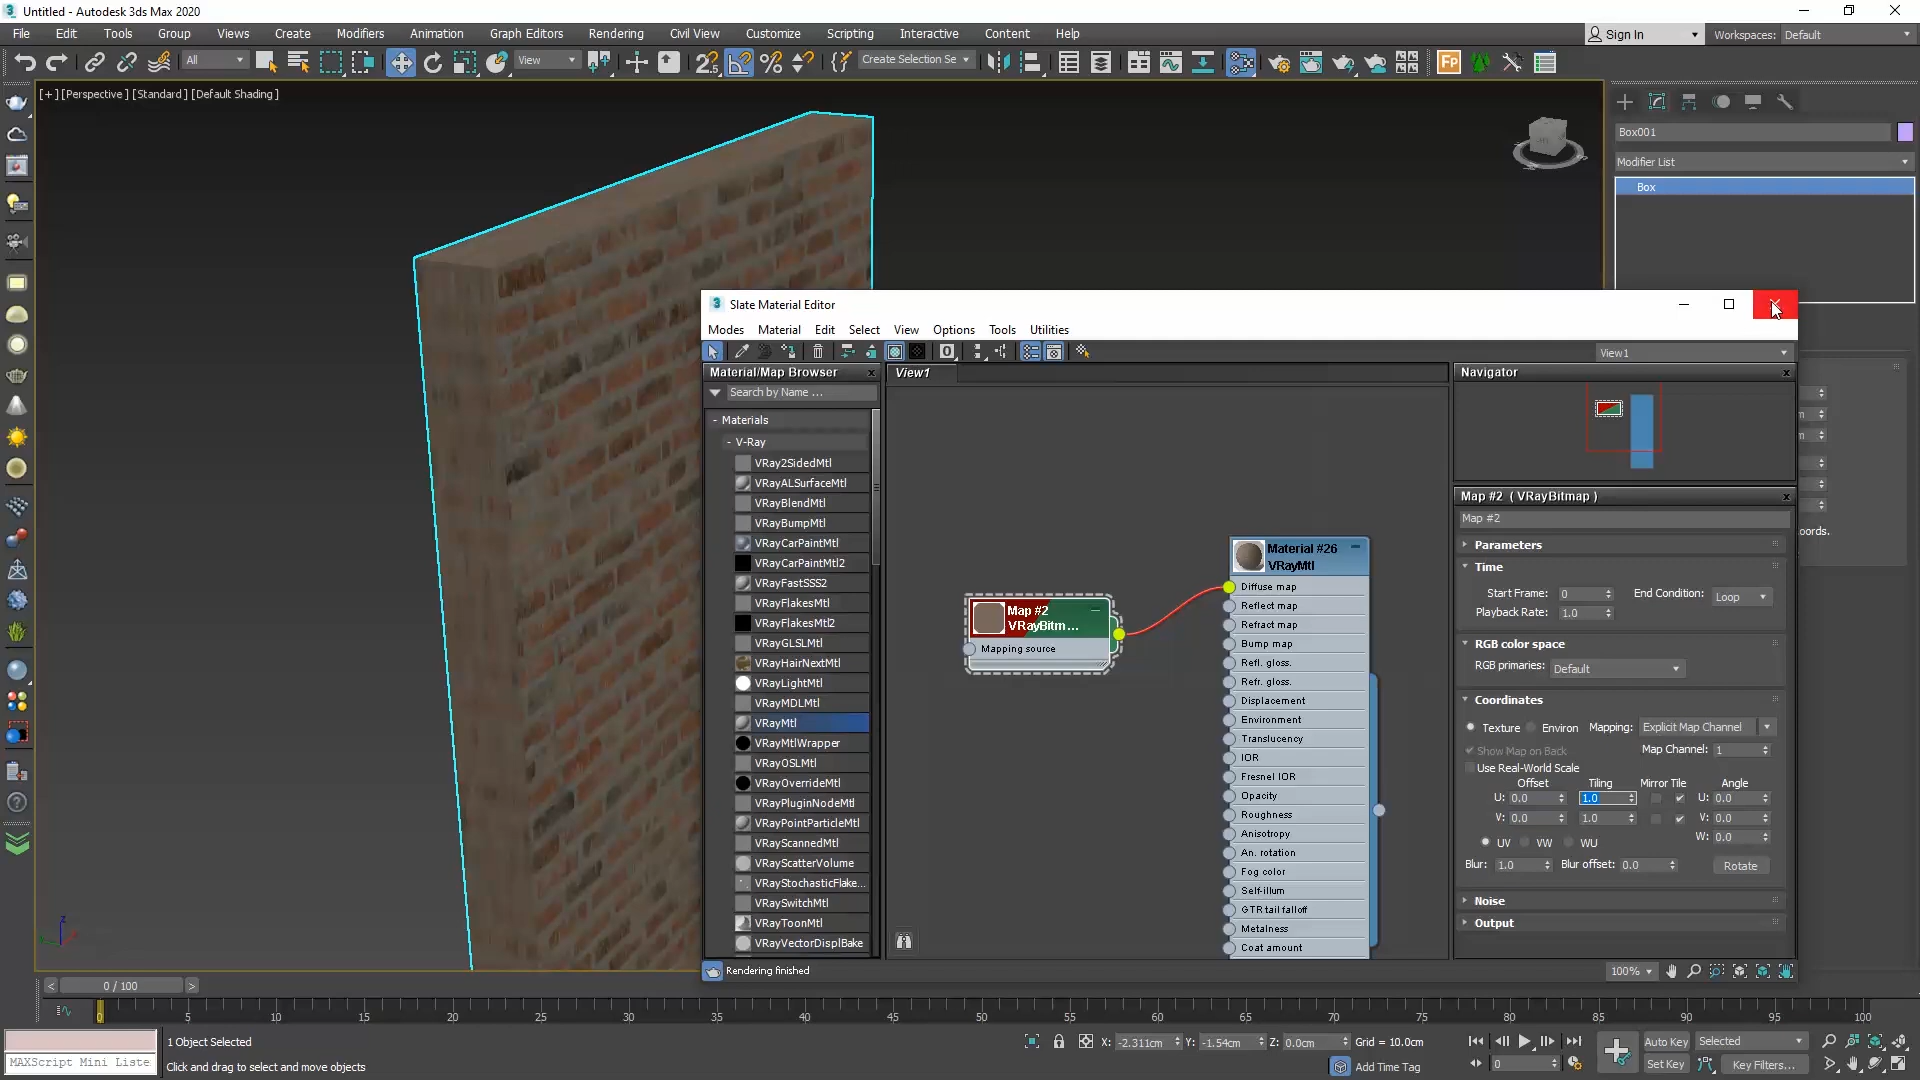 Untitled - Autodesk 3ds Max 2020
File Edit Tools Group Views Create Modifiers Animation Graph Editors Rendering Civil View Customize Scripting Interactive Content Help
Sign In Workspaces: Default
All View Create Selection Se
[+] [Perspective ] [Standard ] [Default Shading ]
Box001
Modifier List
Box
Slate Material Editor
Modes Material Edit Select View Options Tools Utilities
View1
Material/Map Browser View1 Navigator
Search by Name ...
- Materials
- V-Ray
VRay2SidedMtl
VRayALSurfaceMtl
VRayBlendMtl
VRayBumpMtl
VRayCarPaintMtl
VRayCarPaintMtl2
VRayFastSSS2
VRayFlakesMtl
VRayFlakesMtl2
VRayGLSLMtl
VRayHairNextMtl
VRayLightMtl
VRayMDLMtl
VRayMtl
VRayMtlWrapper
VRayOSLMtl
VRayOverrideMtl
VRayPluginNodeMtl
VRayPointParticleMtl
VRayScannedMtl
VRayScatterVolume
VRayStochasticFlake...
VRaySwitchMtl
VRayToonMtl
VRayVectorDisplBake
Map #2
VRayBitm...
Mapping source
Material #26
VRayMtl
Diffuse map
Reflect map
Refract map
Bump map
Refl. gloss.
Refr. gloss.
Displacement
Environment
Translucency
IOR
Fresnel IOR
Opacity
Roughness
Anisotropy
An. rotation
Fog color
Self-illum
GTR tail falloff
Metalness
Coat amount
Map #2 ( VRayBitmap )
Map #2
Parameters
Time
Start Frame: 0 End Condition: Loop
Playback Rate: 1.0
RGB color space
RGB primaries: Default
Coordinates
Texture Environ Mapping: Explicit Map Channel
Show Map on Back Map Channel: 1
Use Real-World Scale
Offset Tiling Mirror Tile Angle
U: 0.0 1.0 U: 0.0
V: 0.0 1.0 V: 0.0
W: 0.0
UV VW WU
Blur: 1.0 Blur offset: 0.0 Rotate
Noise
Output
oords.
Rendering finished
100%
0 / 100
0 5 10 15 20 25 30 35 40 45 50 55 60 65 70 75 80 85 90 95 100
1 Object Selected
X: -2.311cm Y: -1.54cm Z: 0.0cm Grid = 10.0cm
Auto Key Selected
MAXScript Mini Liste
Click and drag to select and move objects
Add Time Tag
0
Set Key Key Filters...